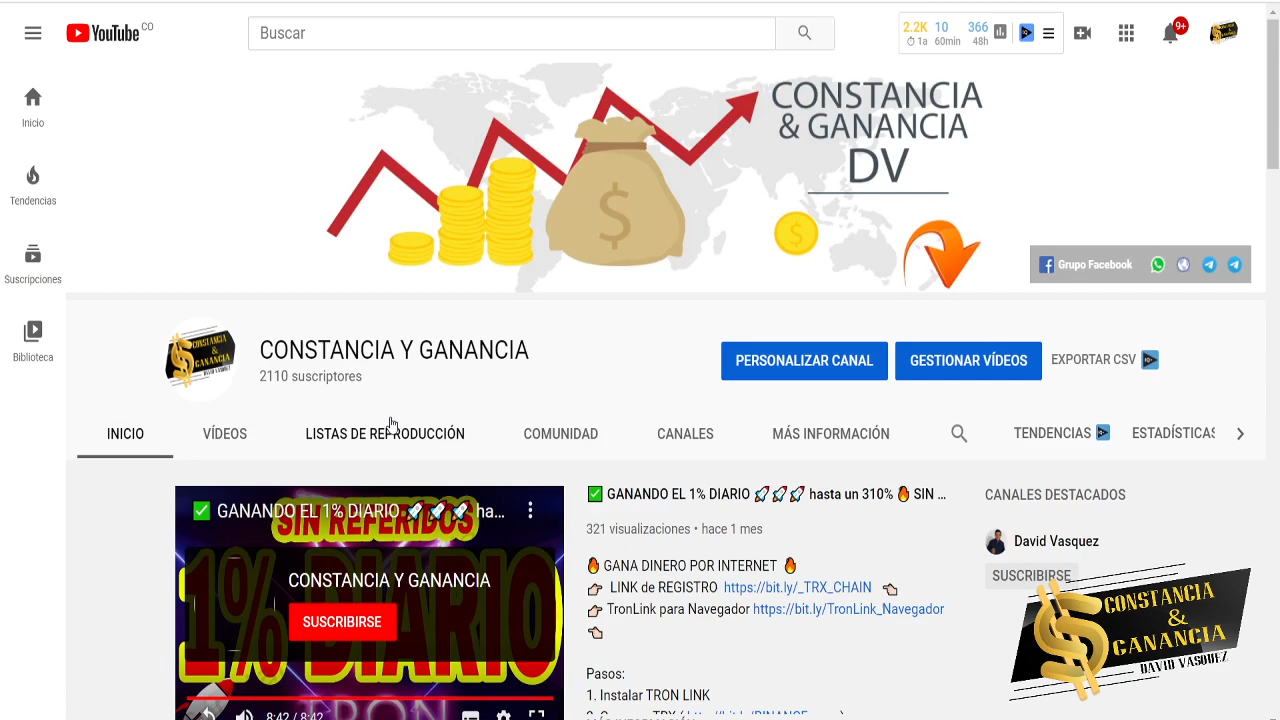 YouTube CO
Buscar
2.2K 10 366
1a 60min 48h
9+
Inicio
Tendencias
Suscripciones
Biblioteca
CONSTANCIA
& GANANCIA
DV
$
$
Grupo Facebook
CONSTANCIA & GANANCIA
DAVID VASQUEZ
CONSTANCIA Y GANANCIA
2110 suscriptores
PERSONALIZAR CANAL
GESTIONAR VÍDEOS
EXPORTAR CSV
INICIO
VÍDEOS
LISTAS DE REPRODUCCIÓN
COMUNIDAD
CANALES
MÁS INFORMACIÓN
TENDENCIAS
ESTADÍSTICAS
✅ GANANDO EL 1% DIARIO 🚀🚀🚀 ha...
SIN REFERIDOS
1% DIARIO
CONSTANCIA Y GANANCIA
SUSCRIBIRSE
8:42 / 8:42
✅ GANANDO EL 1% DIARIO 🚀🚀🚀 hasta un 310% 🔥 SIN ...
321 visualizaciones • hace 1 mes
🔥 GANA DINERO POR INTERNET 🔥
👉 LINK de REGISTRO https://bit.ly/_TRX_CHAIN 👈
👉 TronLink para Navegador https://bit.ly/TronLink_Navegador
👈
Pasos:
1. Instalar TRON LINK
CANALES DESTACADOS
David Vasquez
SUSCRIBIRSE
CONSTANCIA
&
GANANCIA
DAVID VASQUEZ